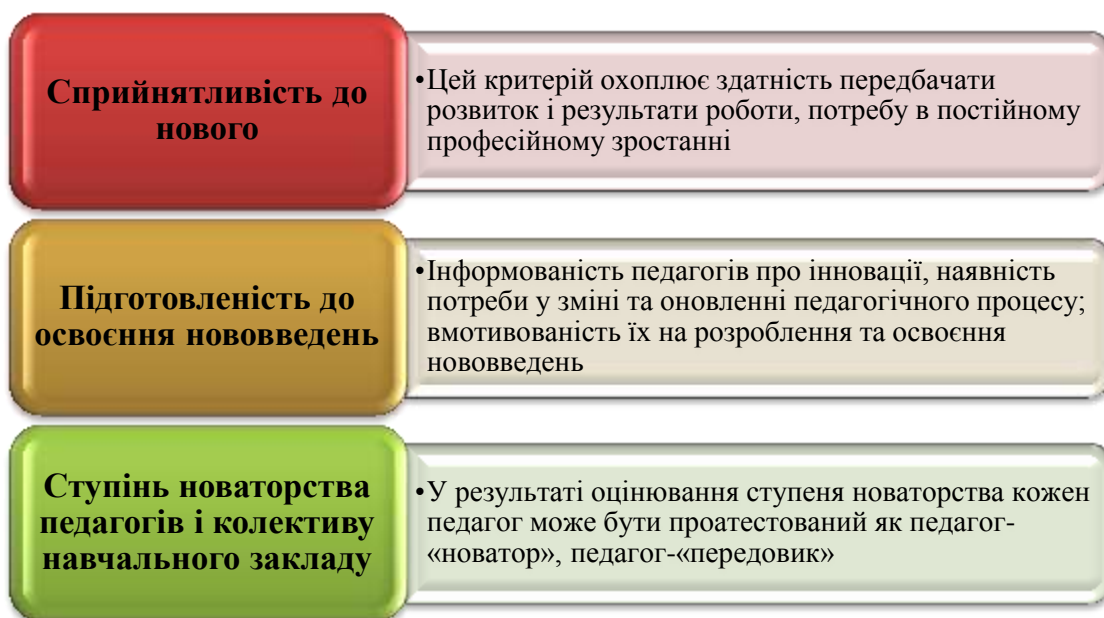 Сприйнятливість до
нового
•Цей критерій охоплює здатність передбачати
розвиток і результати роботи, потребу в постійному
професійному зростанні
Підготовленість до
освоєння нововведень
•Інформованість педагогів про інновації, наявність
потреби у зміні та оновленні педагогічного процесу;
вмотивованість їх на розроблення та освоєння
нововведень
Ступінь новаторства
педагогів і колективу
навчального закладу
•У результаті оцінювання ступеня новаторства кожен
педагог може бути проатестований як педагог-
«новатор», педагог-«передовик»